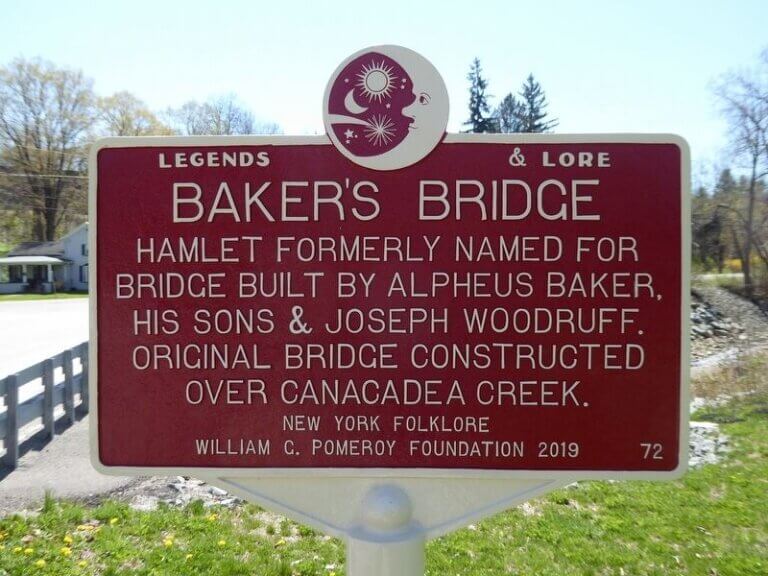 LEGENDS & LORE
BAKER'S BRIDGE
HAMLET FORMERLY NAMED FOR
BRIDGE BUILT BY ALPHEUS BAKER,
HIS SONS & JOSEPH WOODRUFF.
ORIGINAL BRIDGE CONSTRUCTED
OVER CANACADEA CREEK.
NEW YORK FOLKLORE
WILLIAM G. POMEROY FOUNDATION 2019 72